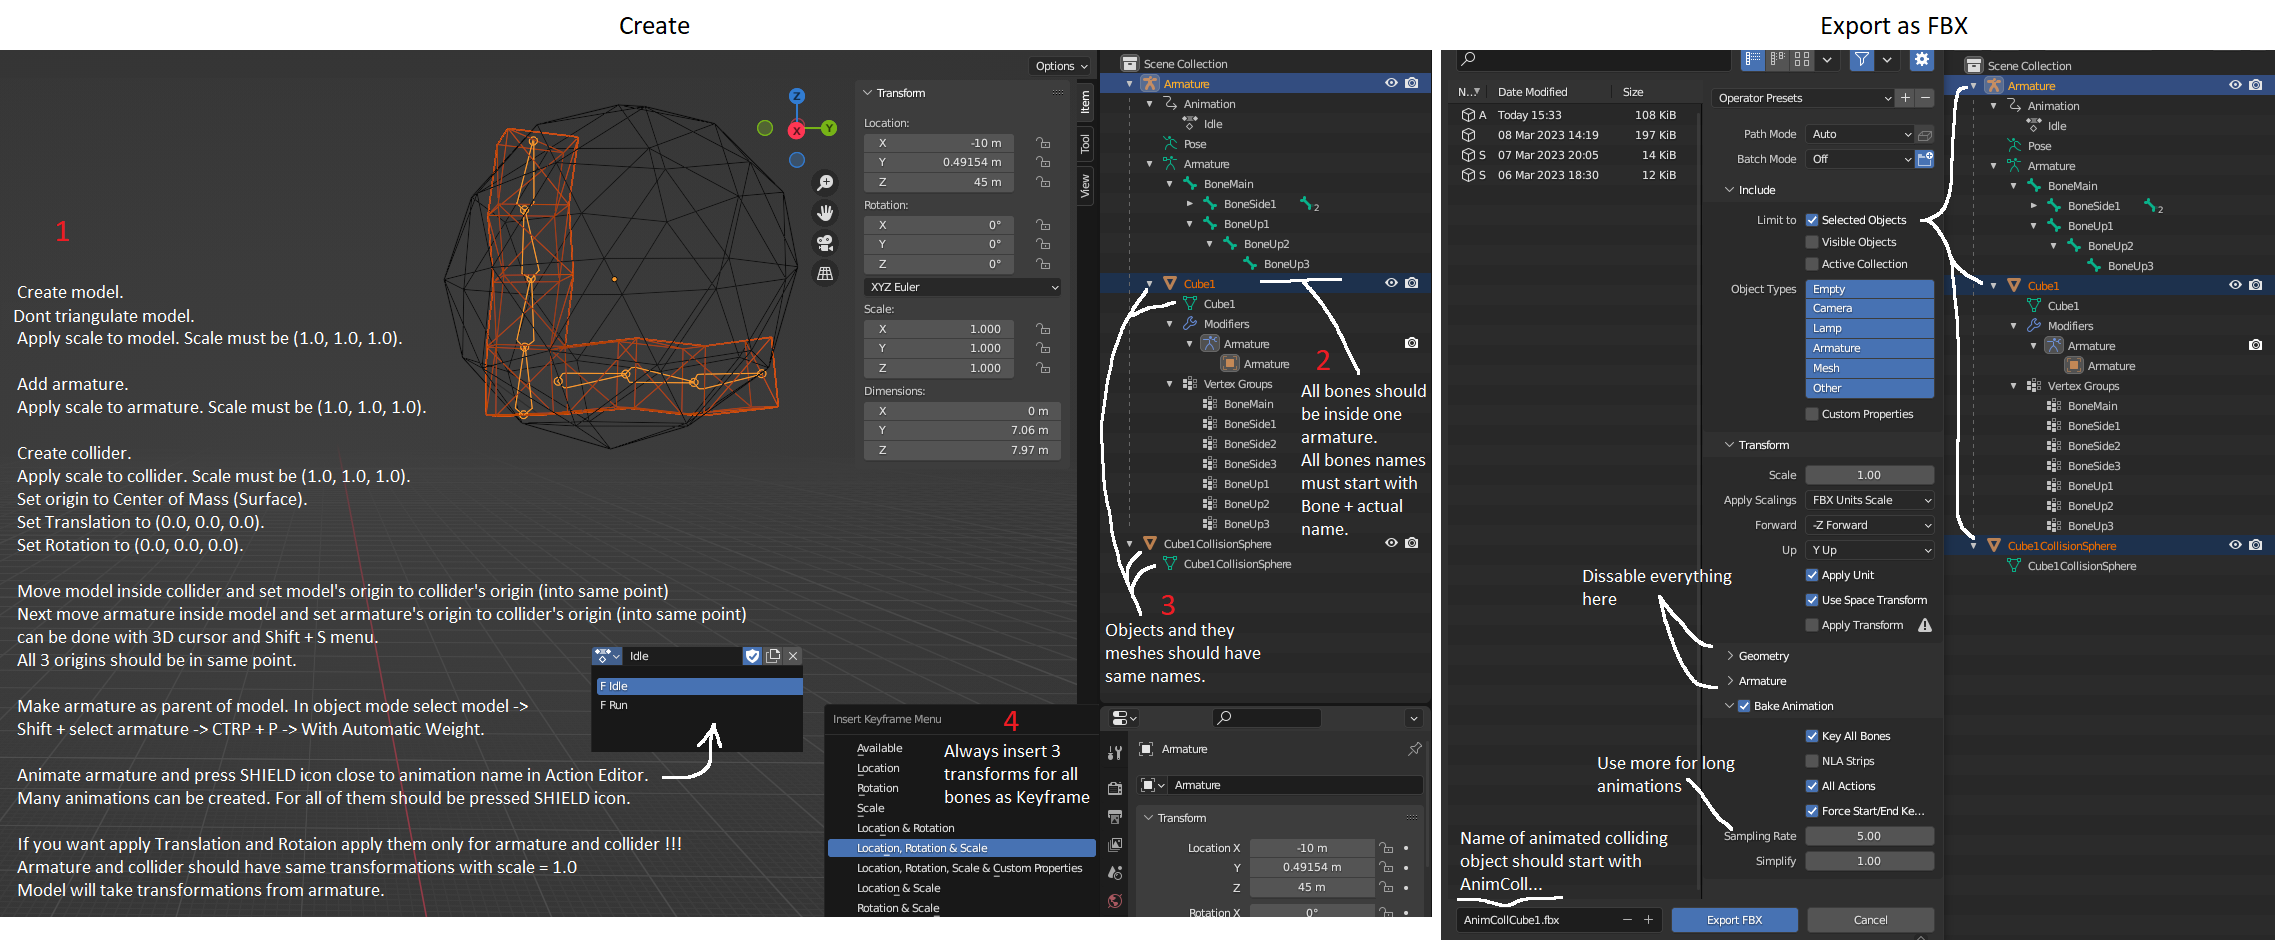 Create
Export as FBX
1
Create model.
Dont triangulate model.
Apply scale to model. Scale must be (1.0, 1.0, 1.0).
Add armature.
Apply scale to armature. Scale must be (1.0, 1.0, 1.0).
Create collider.
Apply scale to collider. Scale must be (1.0, 1.0, 1.0).
Set origin to Center of Mass (Surface).
Set Translation to (0.0, 0.0, 0.0).
Set Rotation to (0.0, 0.0, 0.0).
Move model inside collider and set model's origin to collider's origin (into same point)
Next move armature inside model and set armature's origin to collider's origin (into same point)
can be done with 3D cursor and Shift + S menu.
All 3 origins should be in same point.
Make armature as parent of model. In object mode select model ->
Shift + select armature -> CTRP + P -> With Automatic Weight.
Animate armature and press SHIELD icon close to animation name in Action Editor.
Many animations can be created. For all of them should be pressed SHIELD icon.
If you want apply Translation and Rotaion apply them only for armature and collider !!!
Armature and collider should have same transformations with scale = 1.0
Model will take transformations from armature.
Z
Y
X
Idle
F Idle
F Run
Options
Transform
Location:
X -10 m
Y 0.49154 m
Z 45 m
Rotation:
X 0°
Y 0°
Z 0°
XYZ Euler
Scale:
X 1.000
Y 1.000
Z 1.000
Dimensions:
X 0 m
Y 7.06 m
Z 7.97 m
Item
Tool
View
Insert Keyframe Menu
Available
Location
Rotation
Scale
Location & Rotation
Location, Rotation & Scale
Location, Rotation, Scale & Custom Properties
Location & Scale
Rotation & Scale
4
Always insert 3
transforms for all
bones as Keyframe
Scene Collection
Armature
Animation
Idle
Pose
Armature
BoneMain
BoneSide1 2
BoneUp1
BoneUp2
BoneUp3
Cube1
Cube1
Modifiers
Armature
Armature
Vertex Groups
BoneMain
BoneSide1
BoneSide2
BoneSide3
BoneUp1
BoneUp2
BoneUp3
Cube1CollisionSphere
Cube1CollisionSphere
2
All bones should
be inside one
armature.
All bones names
must start with
Bone + actual
name.
3
Objects and they
meshes should have
same names.
Armature
Armature
Transform
Location X -10 m
Y 0.49154 m
Z 45 m
Rotation X 0°
N.. Date Modified Size
A Today 15:33 108 KiB
08 Mar 2023 14:19 197 KiB
S 07 Mar 2023 20:05 14 KiB
S 06 Mar 2023 18:30 12 KiB
Operator Presets
Path Mode Auto
Batch Mode Off
Include
Limit to Selected Objects
Visible Objects
Active Collection
Object Types Empty
Camera
Lamp
Armature
Mesh
Other
Custom Properties
Transform
Scale 1.00
Apply Scalings FBX Units Scale
Forward -Z Forward
Up Y Up
Apply Unit
Use Space Transform
Apply Transform
Geometry
Armature
Bake Animation
Key All Bones
NLA Strips
All Actions
Force Start/End Ke...
Sampling Rate 5.00
Simplify 1.00
Dissable everything
here
Use more for long
animations
Name of animated colliding
object should start with
AnimColl...
AnimCollCube1.fbx
Export FBX
Cancel
Scene Collection
Armature
Animation
Idle
Pose
Armature
BoneMain
BoneSide1 2
BoneUp1
BoneUp2
BoneUp3
Cube1
Cube1
Modifiers
Armature
Armature
Vertex Groups
BoneMain
BoneSide1
BoneSide2
BoneSide3
BoneUp1
BoneUp2
BoneUp3
Cube1CollisionSphere
Cube1CollisionSphere